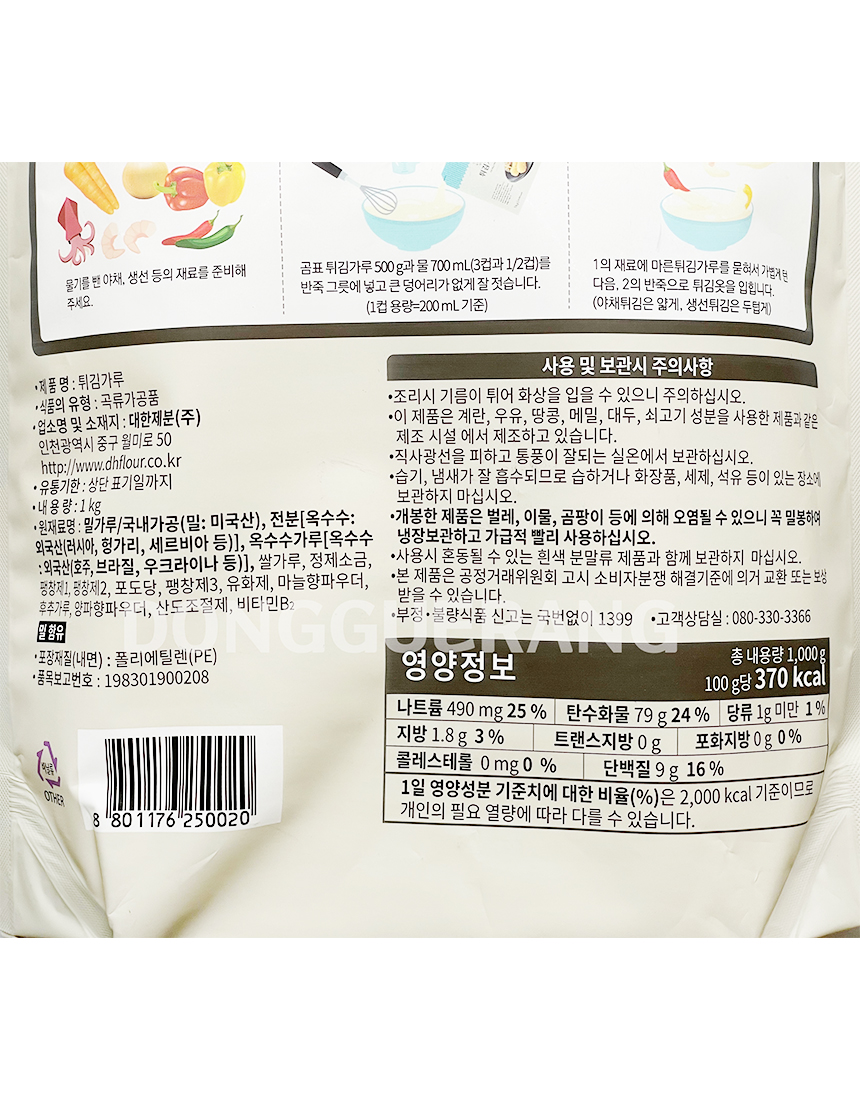 물기를 뺀 야채, 생선 등의 재료를 준비해
주세요.
곰표 튀김가루 500 g과 물 700 mL(3컵과 1/2컵)를
반죽 그릇에 넣고 큰 덩어리가 없게 잘 젓습니다.
(1컵 용량=200 mL 기준)
1의 재료에 마른튀김가루를 묻혀서 가볍게 턴
다음, 2의 반죽으로 튀김옷을 입힙니다.
(야채튀김은 얇게, 생선튀김은 두텁게)
•제품명 : 튀김가루
•식품의 유형 : 곡류가공품
•업소명 및 소재지 : 대한제분(주)
인천광역시 중구 월미로 50
http://www.dhflour.co.kr
•유통기한 : 상단 표기일까지
•내용량 : 1 kg
•원재료명 : 밀가루/국내가공(밀: 미국산), 전분[옥수수:
외국산(러시아, 헝가리, 세르비아 등)], 옥수수가루[옥수수
: 외국산(호주, 브라질, 우크라이나 등)], 쌀가루, 정제소금,
팽창제1, 팽창제2, 포도당, 팽창제3, 유화제, 마늘향파우더,
후추가루, 양파향파우더, 산도조절제, 비타민B₂
밀 함유
•포장재질(내면) : 폴리에틸렌(PE)
•품목보고번호 : 198301900208
OTHER
8 801176 250020
사용 및 보관시 주의사항
•조리시 기름이 튀어 화상을 입을 수 있으니 주의하십시오.
•이 제품은 계란, 우유, 땅콩, 메밀, 대두, 쇠고기 성분을 사용한 제품과 같은
제조 시설 에서 제조하고 있습니다.
•직사광선을 피하고 통풍이 잘되는 실온에서 보관하십시오.
•습기, 냄새가 잘 흡수되므로 습하거나 화장품, 세제, 석유 등이 있는 장소에
보관하지 마십시오.
•개봉한 제품은 벌레, 이물, 곰팡이 등에 의해 오염될 수 있으니 꼭 밀봉하여
냉장보관하고 가급적 빨리 사용하십시오.
•사용시 혼동될 수 있는 흰색 분말류 제품과 함께 보관하지 마십시오.
•본 제품은 공정거래위원회 고시 소비자분쟁 해결기준에 의거 교환 또는 보상
받을 수 있습니다.
•부정·불량식품 신고는 국번없이 1399 •고객상담실 : 080-330-3366
DONGGUERANG
영양정보
총 내용량 1,000 g
100 g당 370 kcal
나트륨 490 mg 25 % 탄수화물 79 g 24 % 당류 1g 미만 1 %
지방 1.8 g 3 % 트랜스지방 0 g 포화지방 0 g 0 %
콜레스테롤 0 mg 0 % 단백질 9 g 16 %
1일 영양성분 기준치에 대한 비율(%)은 2,000 kcal 기준이므로
개인의 필요 열량에 따라 다를 수 있습니다.